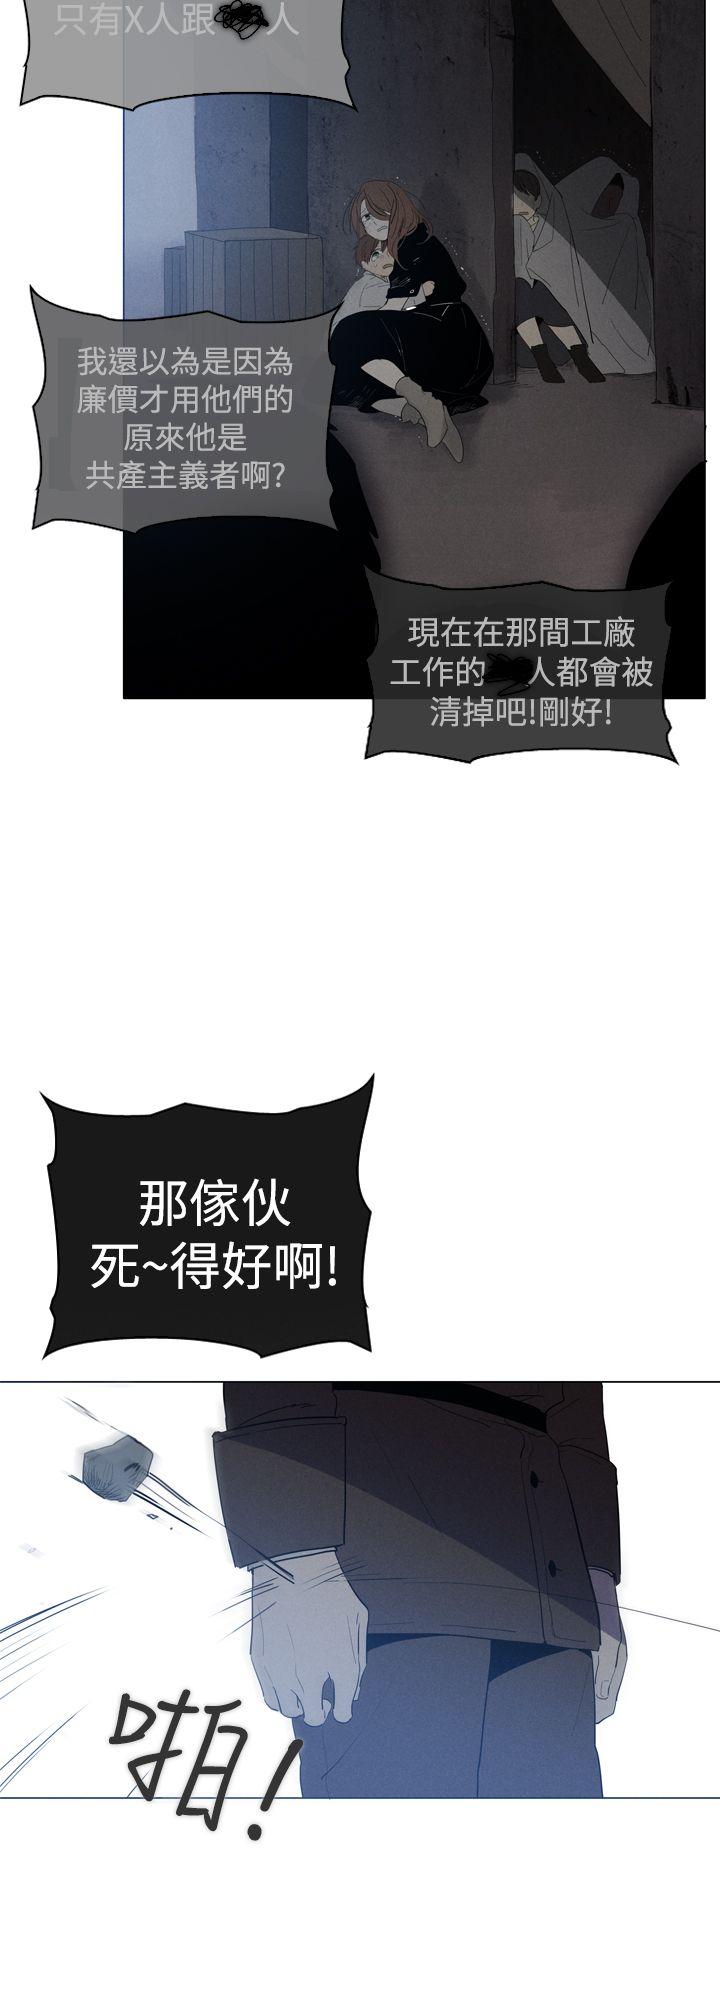 只有X人跟 人
我還以為是因為
廉價才用他們的
原來他是
共產主義者啊?
現在在那間工廠
工作的 人都會被
清掉吧!剛好!
那傢伙
死~得好啊!
啪!